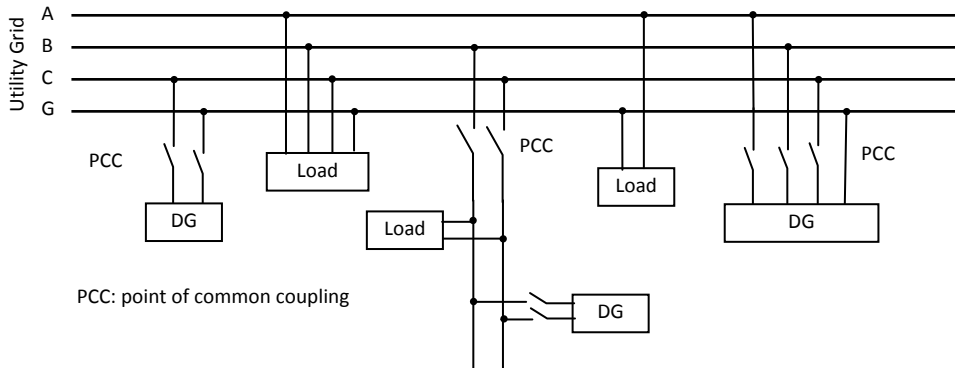 Utility Grid
A
B
C
G
PCC
Load
PCC
Load
PCC
DG
Load
DG
PCC: point of common coupling
DG